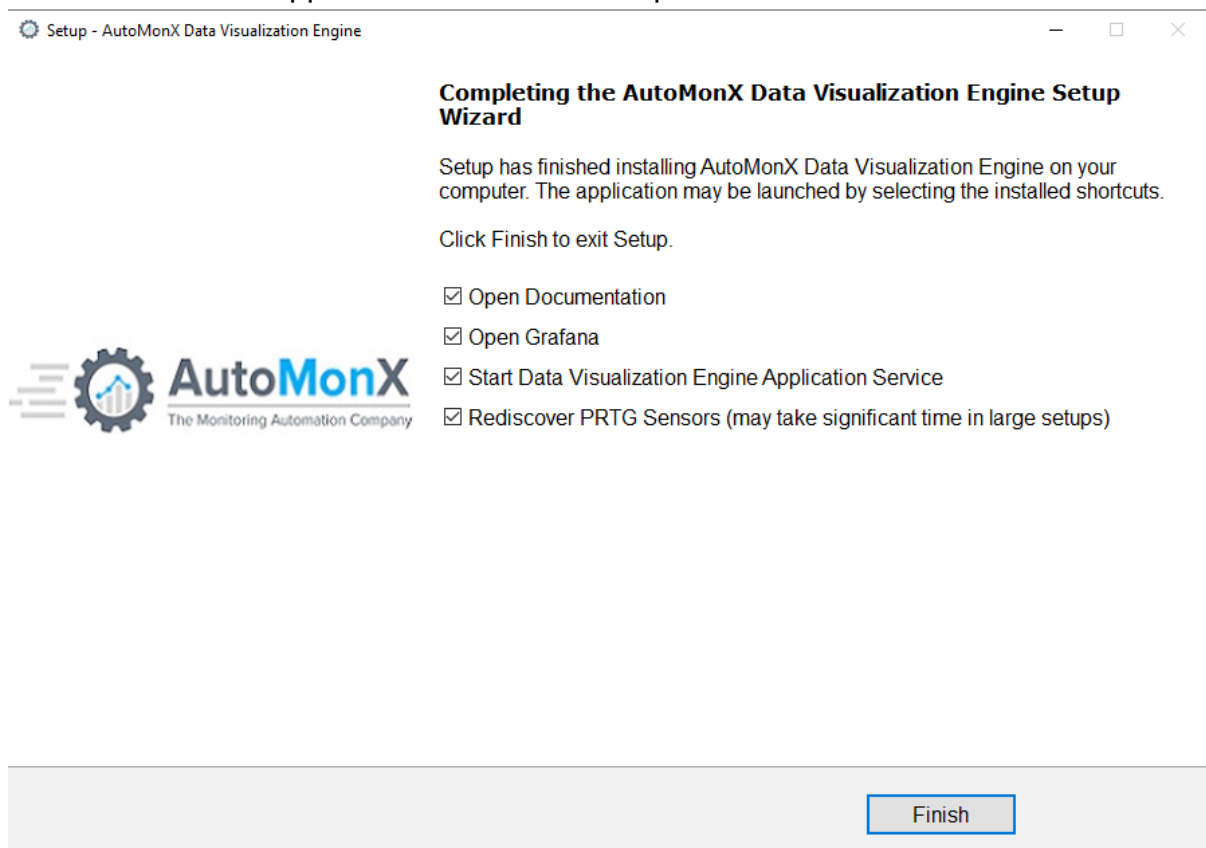 Setup - AutoMonX Data Visualization Engine
Completing the AutoMonX Data Visualization Engine Setup
Wizard
Setup has finished installing AutoMonX Data Visualization Engine on your
computer. The application may be launched by selecting the installed shortcuts.
Click Finish to exit Setup.
Open Documentation
Open Grafana
Start Data Visualization Engine Application Service
Rediscover PRTG Sensors (may take significant time in large setups)
AutoMonX
The Monitoring Automation Company
Finish